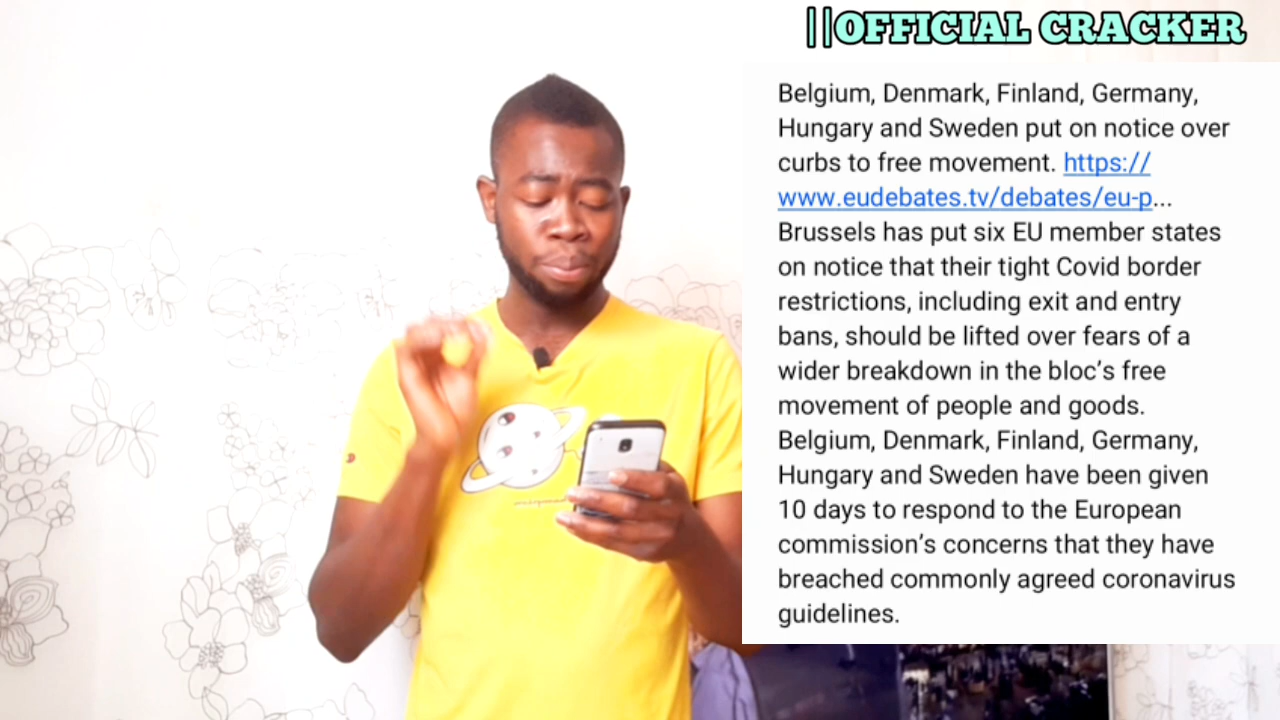 ||OFFICIAL CRACKER
Belgium, Denmark, Finland, Germany,
Hungary and Sweden put on notice over
curbs to free movement. https://
www.eudebates.tv/debates/eu-p...
Brussels has put six EU member states
on notice that their tight Covid border
restrictions, including exit and entry
bans, should be lifted over fears of a
wider breakdown in the bloc’s free
movement of people and goods.
Belgium, Denmark, Finland, Germany,
Hungary and Sweden have been given
10 days to respond to the European
commission’s concerns that they have
breached commonly agreed coronavirus
guidelines.